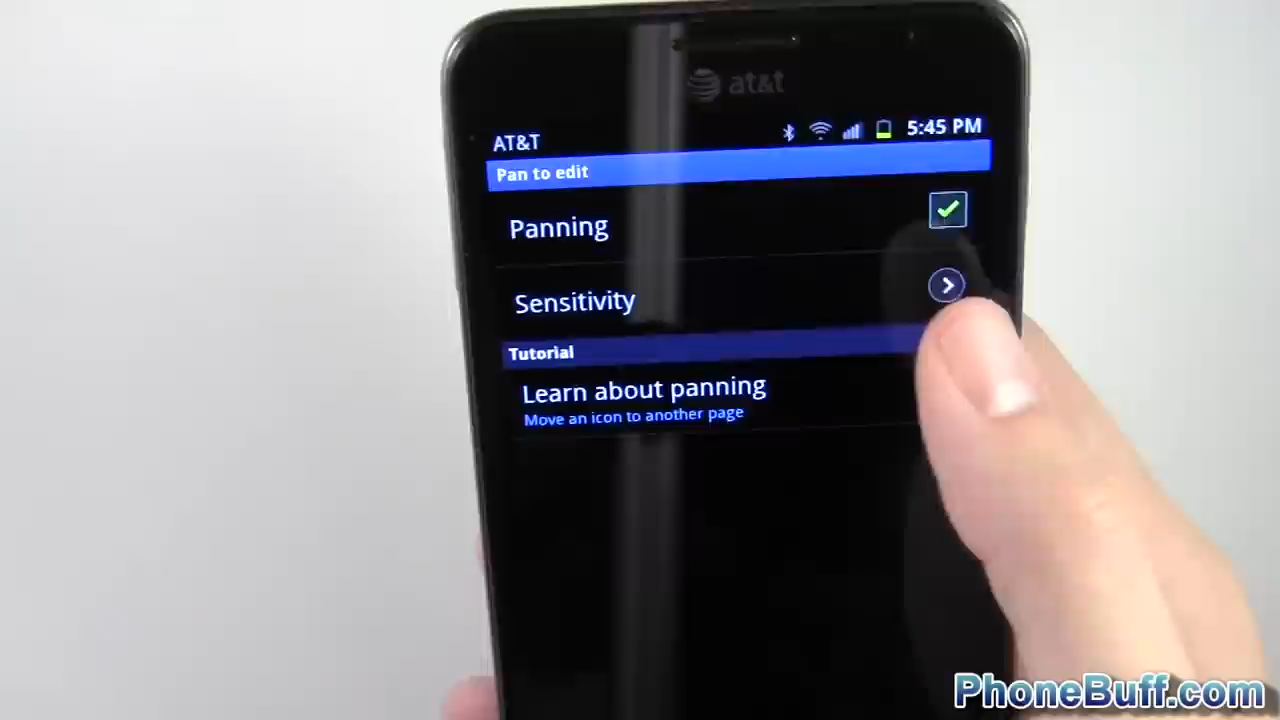 at&t
AT&T 5:45 PM
Pan to edit
Panning
Sensitivity
Tutorial
Learn about panning
Move an icon to another page
PhoneBuff.com